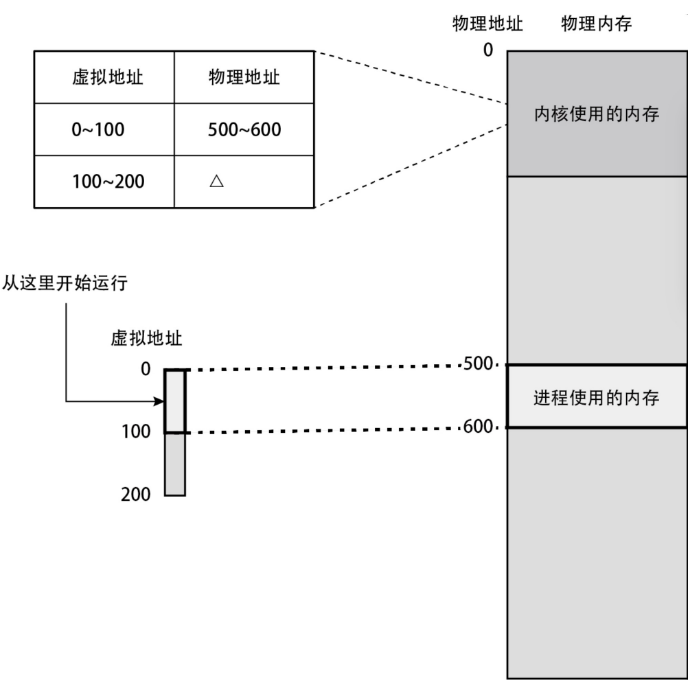 物理地址 物理内存
0
虚拟地址 物理地址
0~100 500~600
100~200 △
内核使用的内存
从这里开始运行
虚拟地址
0
100
200
500
600
进程使用的内存